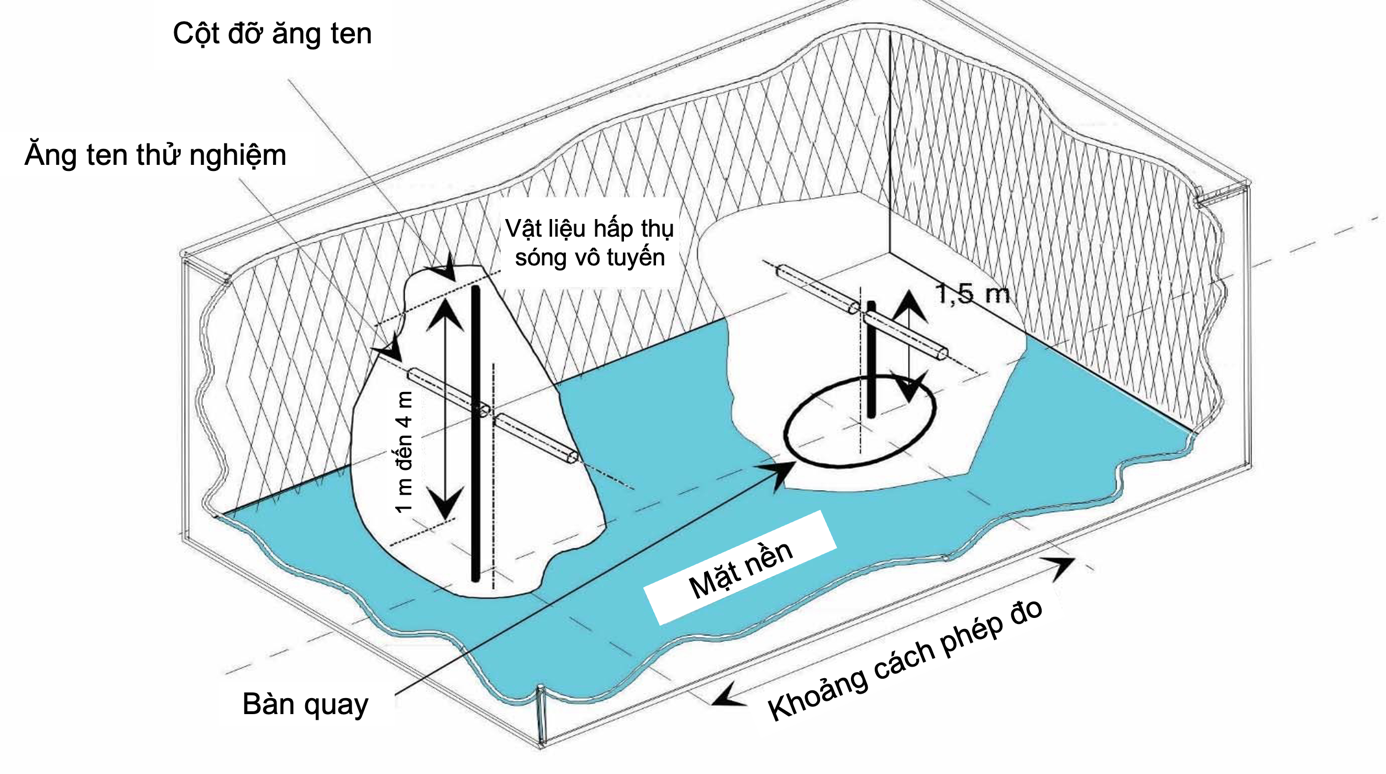 Cột đỡ ăng ten
Ăng ten thử nghiệm
Vật liệu hấp thụ
sóng vô tuyến
1,5 m
1 m đến 4 m
Mặt nền
Khoảng cách phép đo
Bàn quay